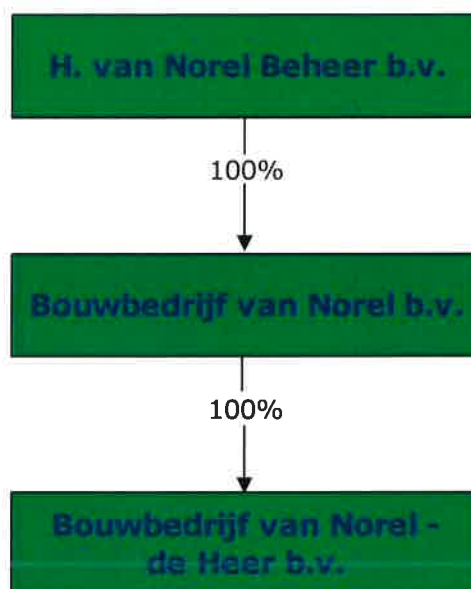 H. van Norel Beheer b.v.
100%
Bouwbedrijf van Norel b.v.
100%
Bouwbedrijf van Norel -
de Heer b.v.